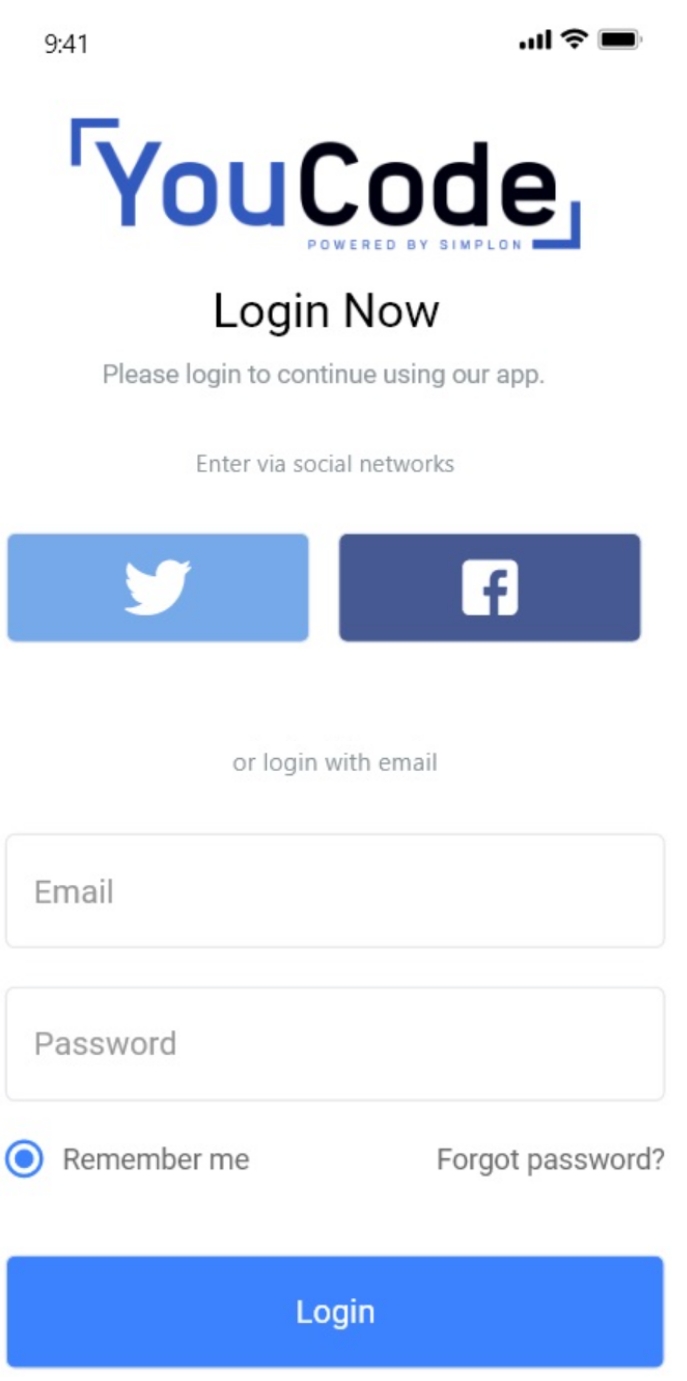 9:41
YouCode
POWERED BY SIMPLON
Login Now
Please login to continue using our app.
Enter via social networks
or login with email
Email
Password
Remember me
Forgot password?
Login